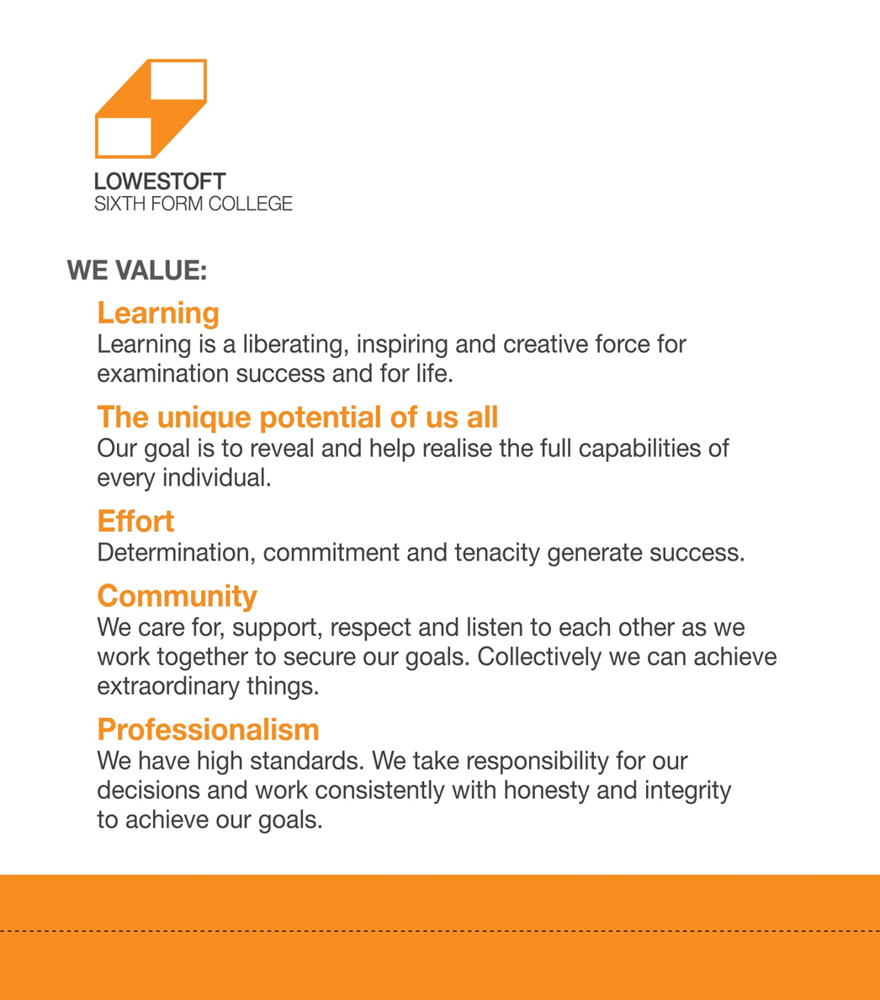 LOWESTOFT
SIXTH FORM COLLEGE
WE VALUE:
Learning
Learning is a liberating, inspiring and creative force for
examination success and for life.
The unique potential of us all
Our goal is to reveal and help realise the full capabilities of
every individual.
Effort
Determination, commitment and tenacity generate success.
Community
We care for, support, respect and listen to each other as we
work together to secure our goals. Collectively we can achieve
extraordinary things.
Professionalism
We have high standards. We take responsibility for our
decisions and work consistently with honesty and integrity
to achieve our goals.